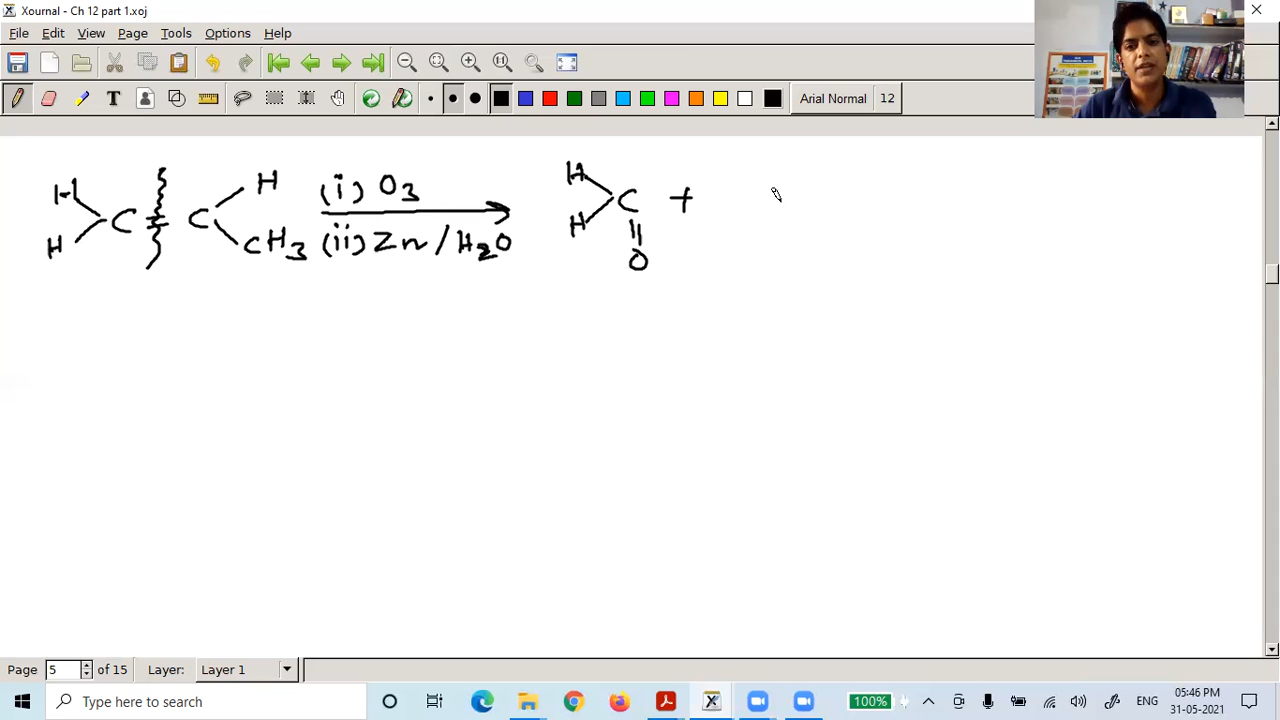 Xournal - Ch 12 part 1.xoj
File Edit View Page Tools Options Help
Arial Normal 12
H H C = C H CH3 (i) O3 (ii) Zn / H2O H H C = O +
Page 5 of 15 Layer: Layer 1
Type here to search
100% ENG 05:46 PM
31-05-2021